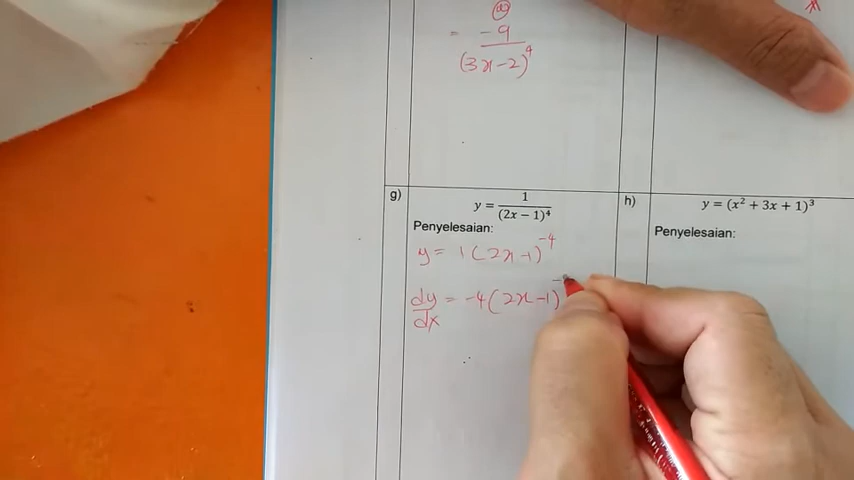 = -9
(3x-2)⁴
g)
y = 1/(2x − 1)⁴
Penyelesaian:
y = 1(2x-1)⁻⁴
dy/dx = -4(2x-1)⁻
h)
y = (x² + 3x + 1)³
Penyelesaian: